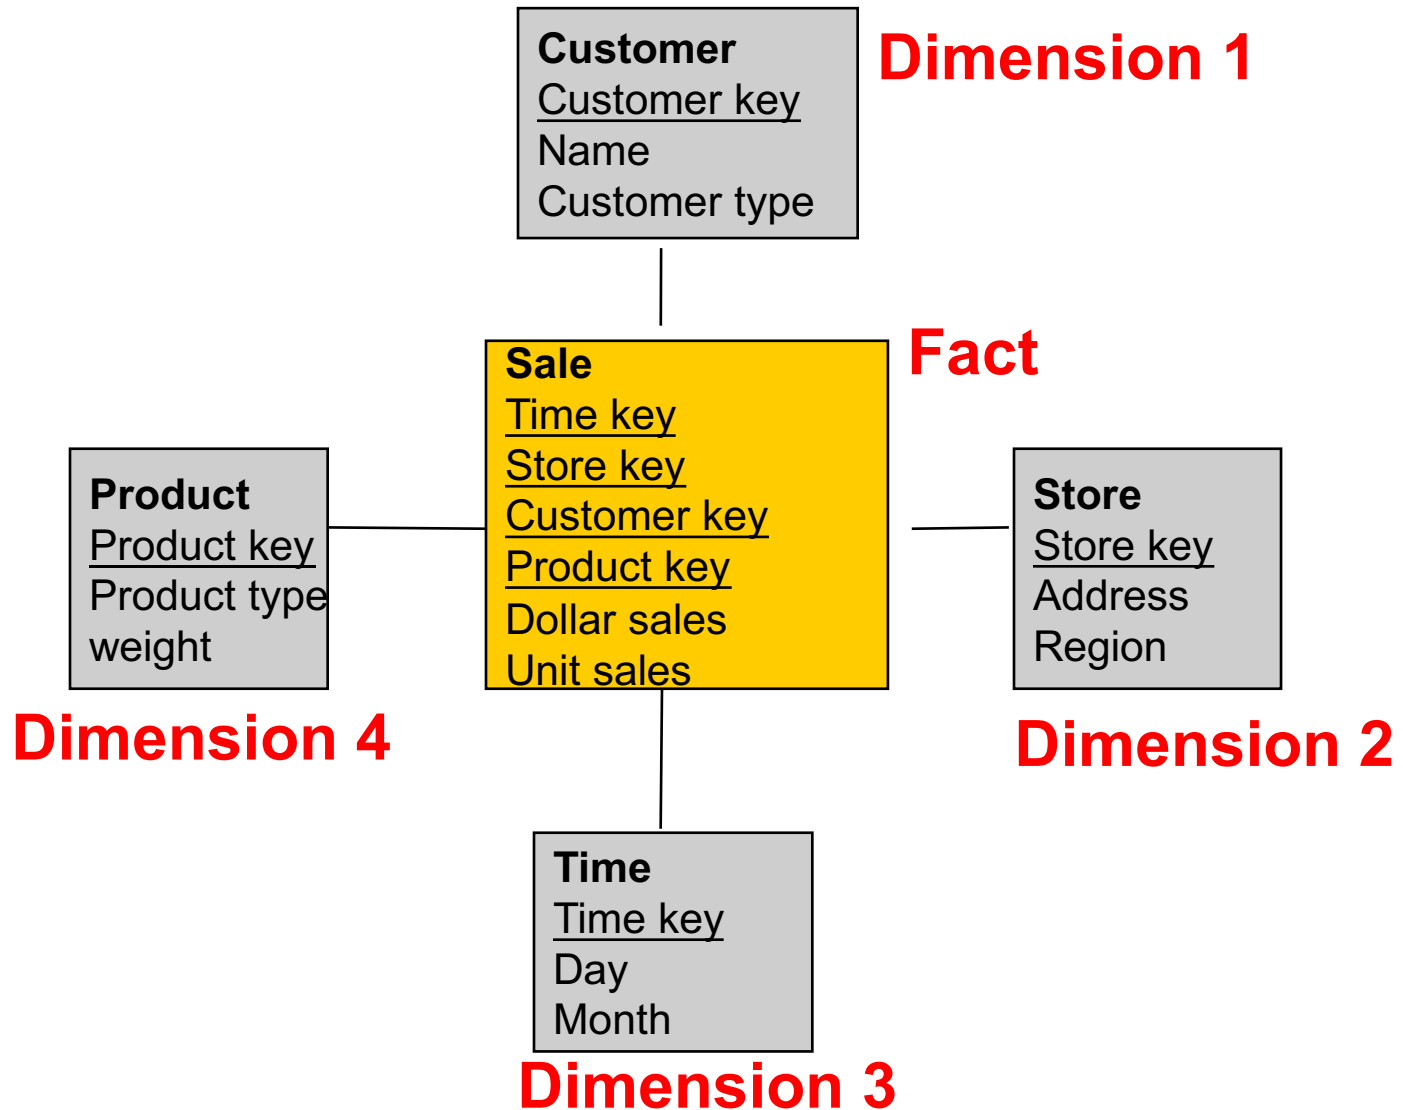 Customer
Customer key
Name
Customer type
Dimension 1
Sale
Time key
Store key
Customer key
Product key
Dollar sales
Unit sales
Fact
Product
Product key
Product type
weight
Dimension 4
Store
Store key
Address
Region
Dimension 2
Time
Time key
Day
Month
Dimension 3